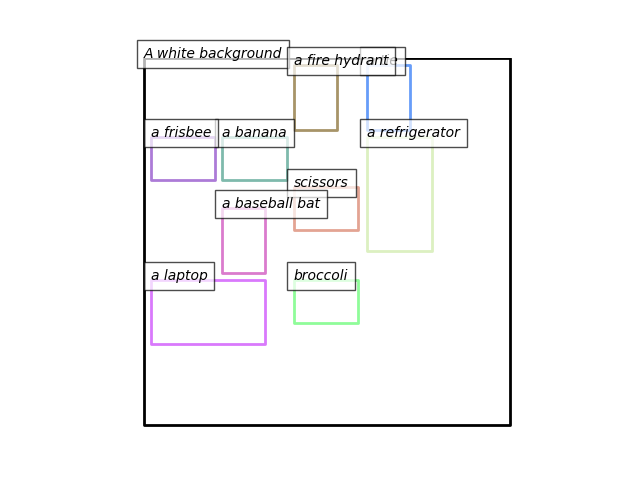 A white background
a fire hydrant
a frisbee
a banana
a refrigerator
scissors
a baseball bat
a laptop
broccoli